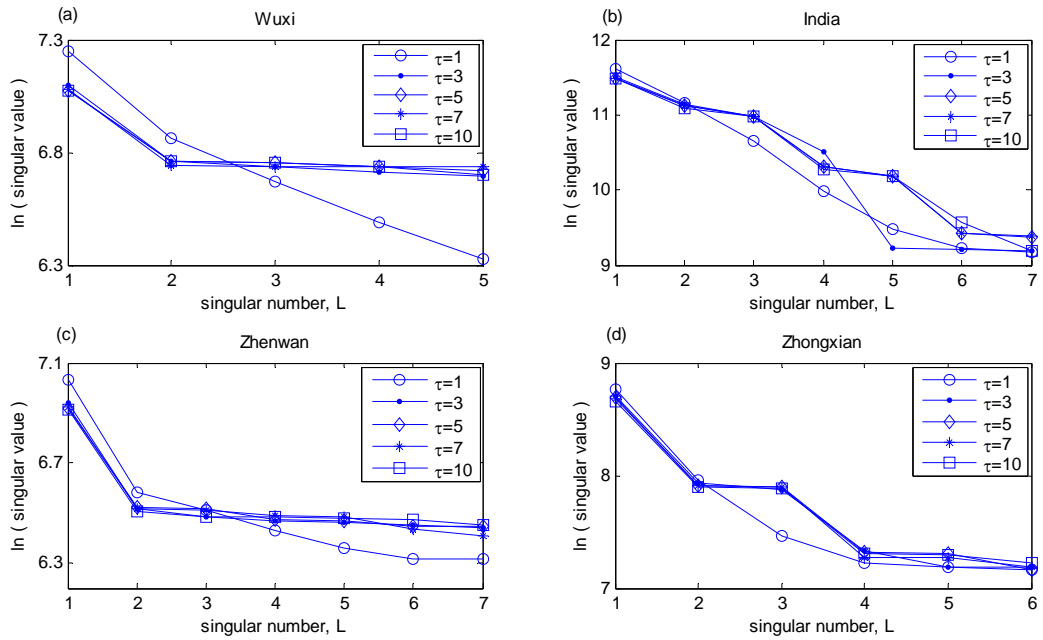 (a)
Wuxi
7.3
6.8
6.3
ln ( singular value )
1 2 3 4 5
singular number, L
τ=1
τ=3
τ=5
τ=7
τ=10
(b)
India
12
11
10
9
ln ( singular value )
1 2 3 4 5 6 7
singular number, L
τ=1
τ=3
τ=5
τ=7
τ=10
(c)
Zhenwan
7.1
6.7
6.3
ln ( singular value )
1 2 3 4 5 6 7
singular number, L
τ=1
τ=3
τ=5
τ=7
τ=10
(d)
Zhongxian
9
8
7
ln ( singular value )
1 2 3 4 5 6
singular number, L
τ=1
τ=3
τ=5
τ=7
τ=10